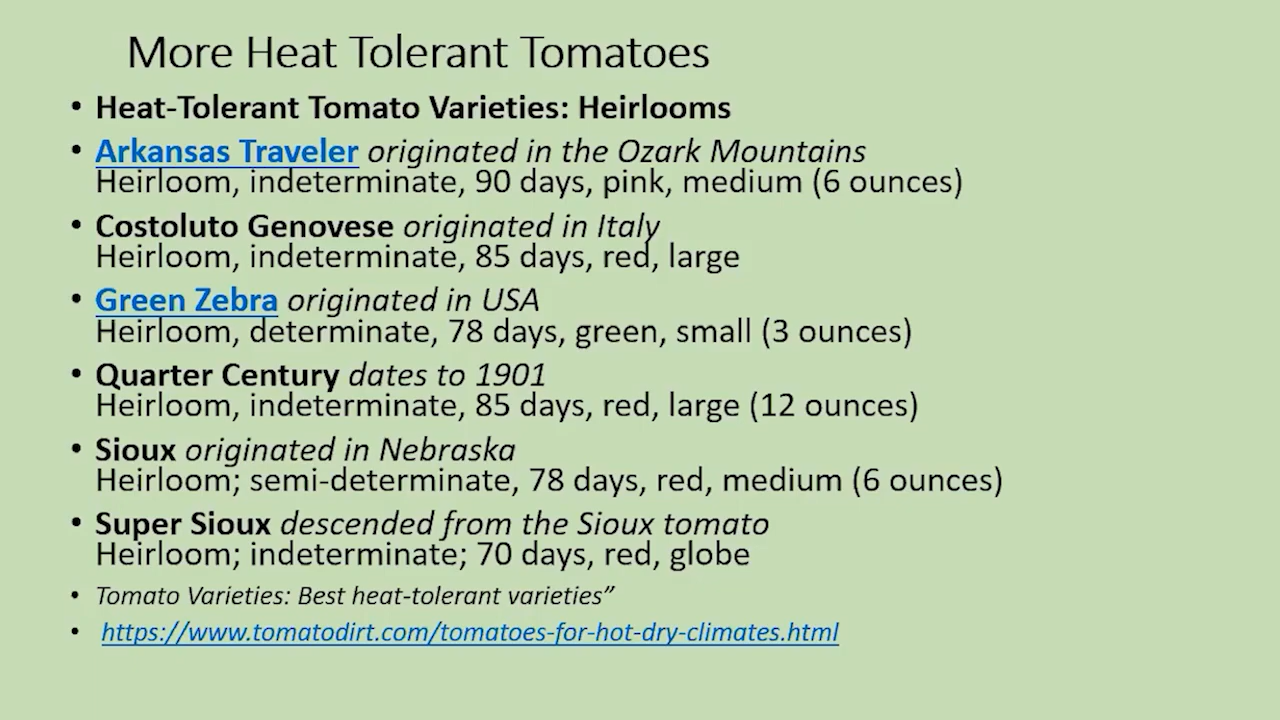 More Heat Tolerant Tomatoes
• Heat-Tolerant Tomato Varieties: Heirlooms
• Arkansas Traveler originated in the Ozark Mountains
Heirloom, indeterminate, 90 days, pink, medium (6 ounces)
• Costoluto Genovese originated in Italy
Heirloom, indeterminate, 85 days, red, large
• Green Zebra originated in USA
Heirloom, determinate, 78 days, green, small (3 ounces)
• Quarter Century dates to 1901
Heirloom, indeterminate, 85 days, red, large (12 ounces)
• Sioux originated in Nebraska
Heirloom; semi-determinate, 78 days, red, medium (6 ounces)
• Super Sioux descended from the Sioux tomato
Heirloom; indeterminate; 70 days, red, globe
• Tomato Varieties: Best heat-tolerant varieties”
• https://www.tomatodirt.com/tomatoes-for-hot-dry-climates.html